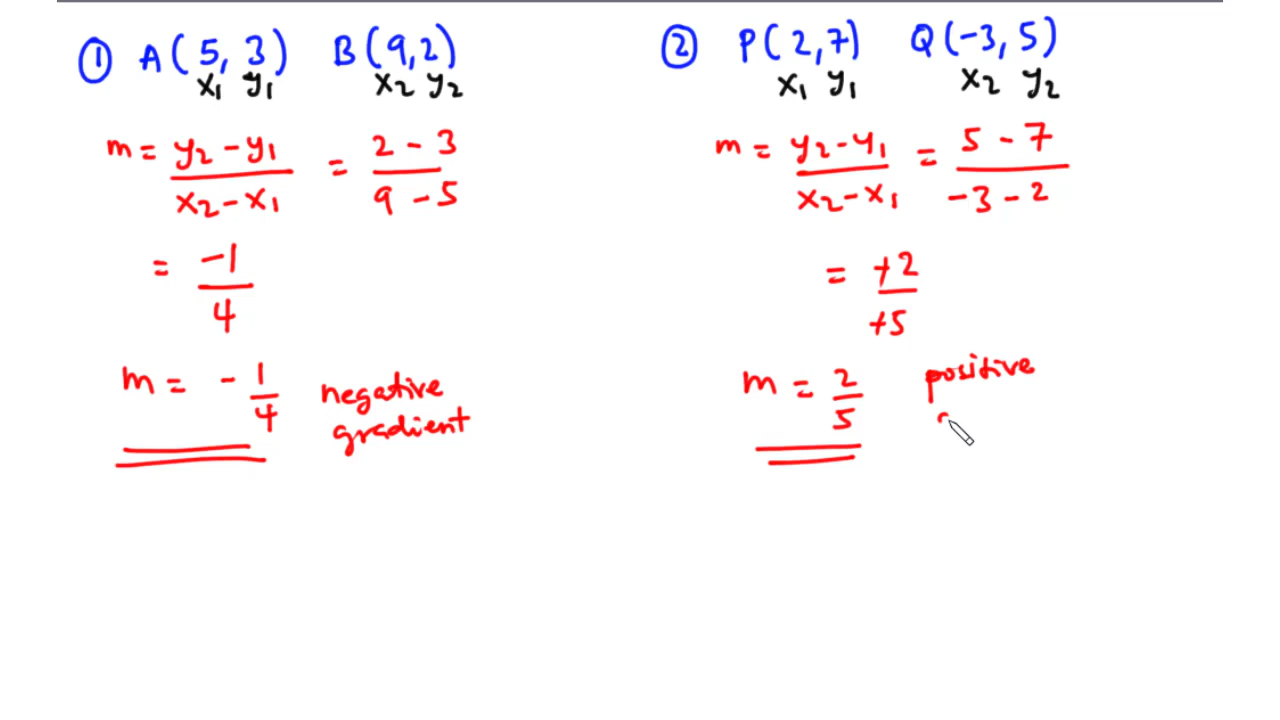 ① A(5, 3) B(9,2)
x₁ y₁ x₂ y₂
m = y₂ - y₁ / x₂ - x₁ = 2 - 3 / 9 - 5
= -1 / 4
m = - 1/4 negative
gradient
② P(2,7) Q(-3, 5)
x₁ y₁ x₂ y₂
m = y₂ - y₁ / x₂ - x₁ = 5 - 7 / -3 - 2
= +2 / +5
m = 2/5 positive